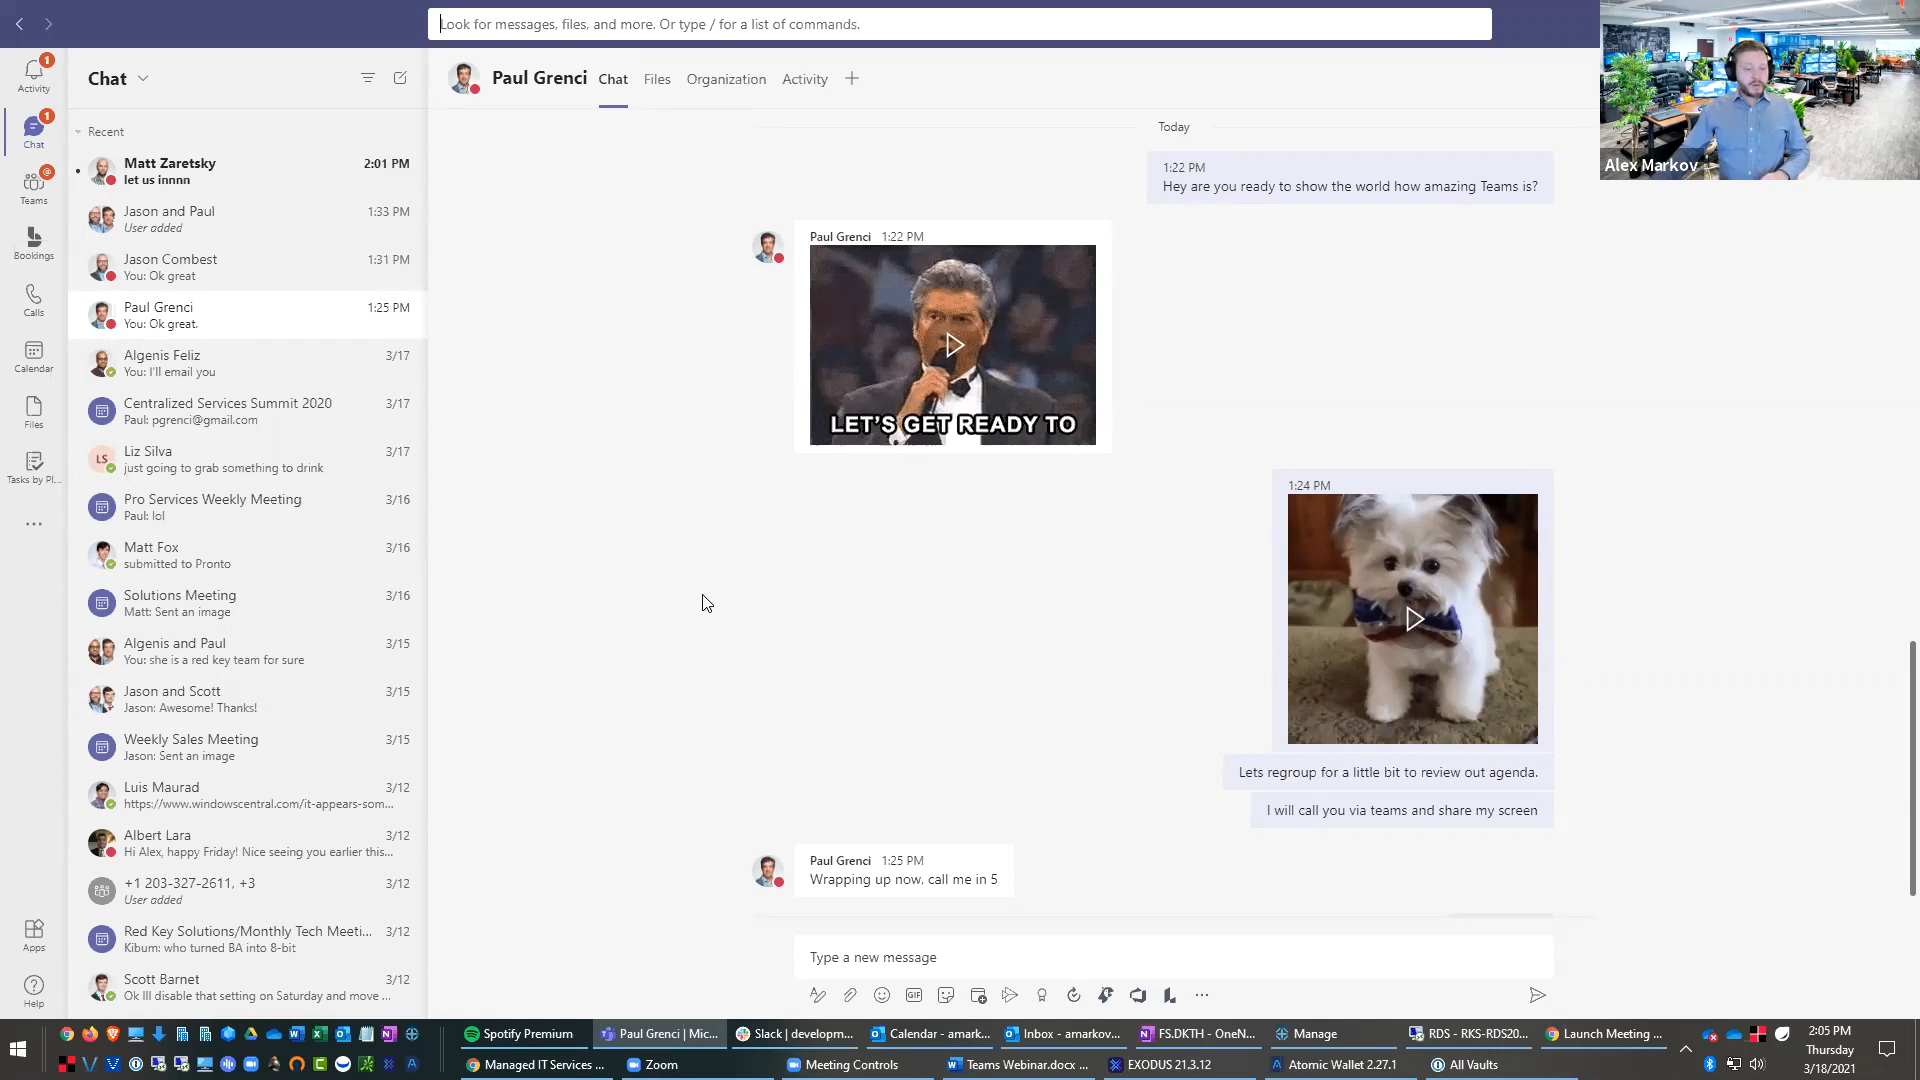 Look for messages, files, and more. Or type / for a list of commands.
Alex Markov
1
Activity
1
Chat
@
Teams
Bookings
Calls
Calendar
Files
Tasks by Pl...
Apps
Help
Chat
Recent
Matt Zaretsky 2:01 PM
let us innnn
Jason and Paul 1:33 PM
User added
Jason Combest 1:31 PM
You: Ok great
Paul Grenci 1:25 PM
You: Ok great.
Algenis Feliz 3/17
You: I'll email you
Centralized Services Summit 2020 3/17
Paul: pgrenci@gmail.com
LS
Liz Silva 3/17
just going to grab something to drink
Pro Services Weekly Meeting 3/16
Paul: lol
Matt Fox 3/16
submitted to Pronto
Solutions Meeting 3/16
Matt: Sent an image
Algenis and Paul 3/15
You: she is a red key team for sure
Jason and Scott 3/15
Jason: Awesome! Thanks!
Weekly Sales Meeting 3/15
Jason: Sent an image
Luis Maurad 3/12
https://www.windowscentral.com/it-appears-som...
Albert Lara 3/12
Hi Alex, happy Friday! Nice seeing you earlier this...
+1 203-327-2611, +3 3/12
User added
Red Key Solutions/Monthly Tech Meeti... 3/12
Kibum: who turned BA into 8-bit
Scott Barnet 3/12
Ok Ill disable that setting on Saturday and move ...
Paul Grenci Chat Files Organization Activity
Today
1:22 PM
Hey are you ready to show the world how amazing Teams is?
Paul Grenci 1:22 PM
LET'S GET READY TO
1:24 PM
Lets regroup for a little bit to review out agenda.
I will call you via teams and share my screen
Paul Grenci 1:25 PM
Wrapping up now, call me in 5
Type a new message
GIF
Spotify Premium
Paul Grenci | Mic...
Slack | developm...
Calendar - amark...
Inbox - amarkov...
FS.DKTH - OneN...
Manage
RDS - RKS-RDS20...
Launch Meeting ...
Managed IT Services ...
Zoom
Meeting Controls
Teams Webinar.docx ...
EXODUS 21.3.12
Atomic Wallet 2.27.1
All Vaults
2:05 PM
Thursday
3/18/2021